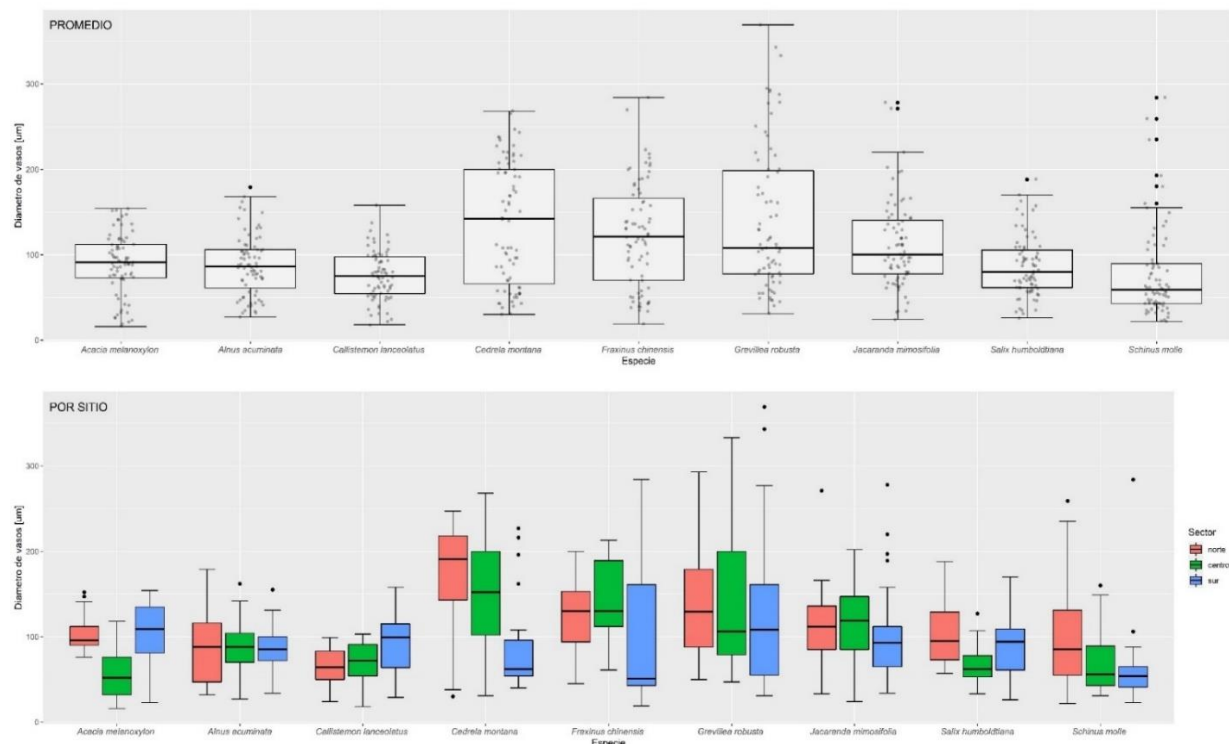 PROMEDIO
Diametro de vasos [um]
300
200
100
0
Acacia melanoxylon Alnus acuminata Callistemon lanceolatus Cedrela montana Fraxinus chinensis Grevillea robusta Jacaranda mimosifolia Salix humboldtiana Schinus molle
Especie
POR SITIO
Diametro de vasos [um]
300
200
100
0
Acacia melanoxylon Alnus acuminata Callistemon lanceolatus Cedrela montana Fraxinus chinensis Grevillea robusta Jacaranda mimosifolia Salix humboldtiana Schinus molle
Especie
Sector
norte
centro
sur